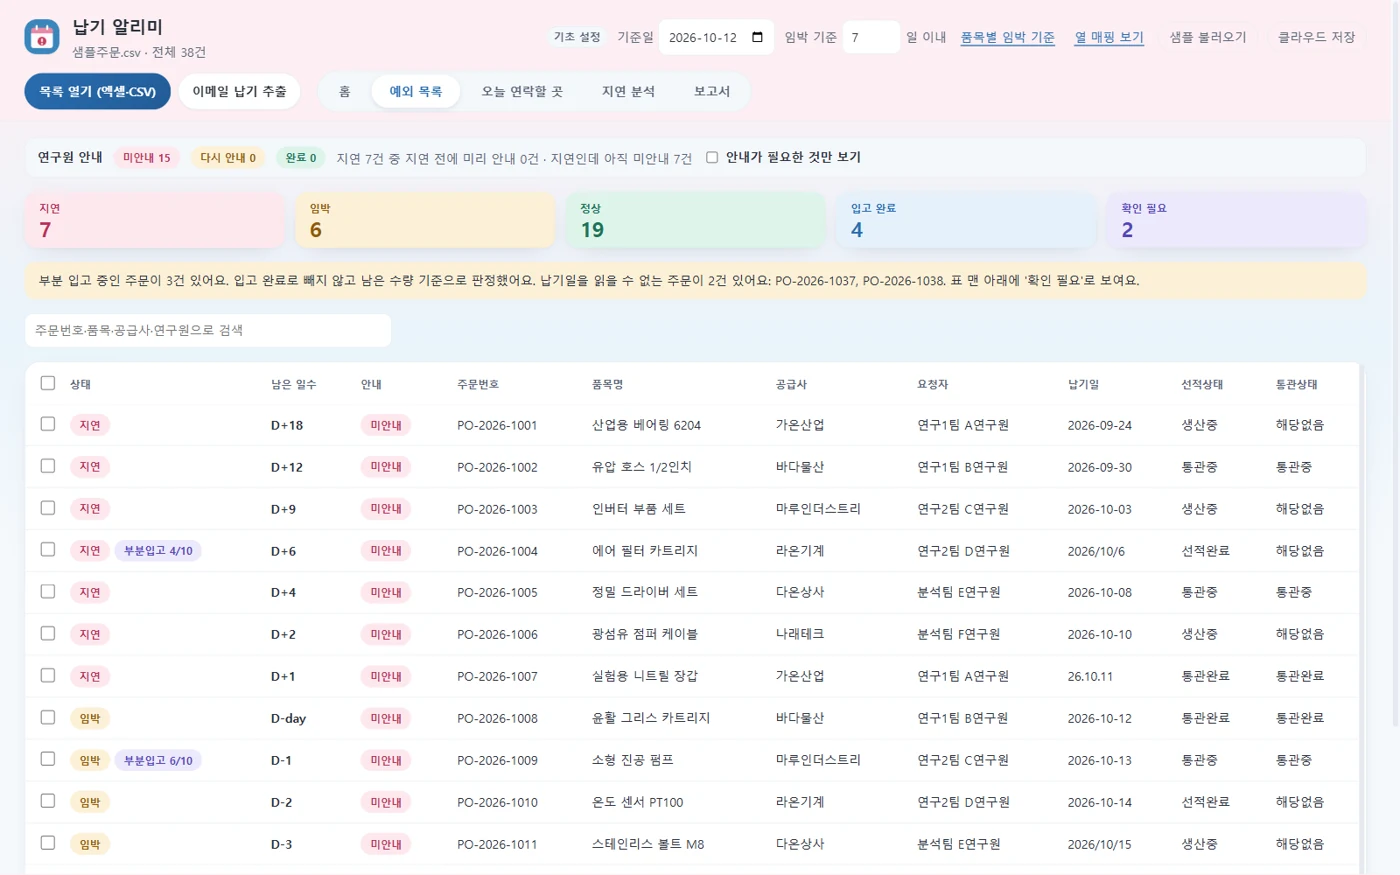 납기 알리미
샘플주문.csv · 전체 38건
기초 설정 기준일 2026-10-12 임박 기준 7 일 이내 품목별 임박 기준 열 매핑 보기 샘플 불러오기 클라우드 저장
목록 열기 (엑셀·CSV) 이메일 납기 추출 홈 예외 목록 오늘 연락할 곳 지연 분석 보고서
연구원 안내 미안내 15 다시 안내 0 완료 0 지연 7건 중 지연 전에 미리 안내 0건 · 지연인데 아직 미안내 7건 안내가 필요한 것만 보기
지연 임박 정상 입고 완료 확인 필요
7 6 19 4 2
부분 입고 중인 주문이 3건 있어요. 입고 완료로 빼지 않고 남은 수량 기준으로 판정했어요. 납기일을 읽을 수 없는 주문이 2건 있어요: PO-2026-1037, PO-2026-1038. 표 맨 아래에 '확인 필요'로 보여요.
주문번호·품목·공급사·연구원으로 검색
상태 남은 일수 안내 주문번호 품목명 공급사 요청자 납기일 선적상태 통관상태
지연 D+18 미안내 PO-2026-1001 산업용 베어링 6204 가온산업 연구1팀 A연구원 2026-09-24 생산중 해당없음
지연 D+12 미안내 PO-2026-1002 유압 호스 1/2인치 바다물산 연구1팀 B연구원 2026-09-30 통관중 통관중
지연 D+9 미안내 PO-2026-1003 인버터 부품 세트 마루인더스트리 연구2팀 C연구원 2026-10-03 생산중 해당없음
지연 부분입고 4/10 D+6 미안내 PO-2026-1004 에어 필터 카트리지 라온기계 연구2팀 D연구원 2026/10/6 선적완료 해당없음
지연 D+4 미안내 PO-2026-1005 정밀 드라이버 세트 다온상사 분석팀 E연구원 2026-10-08 통관중 통관중
지연 D+2 미안내 PO-2026-1006 광섬유 점퍼 케이블 나래테크 분석팀 F연구원 2026-10-10 생산중 해당없음
지연 D+1 미안내 PO-2026-1007 실험용 니트릴 장갑 가온산업 연구1팀 A연구원 26.10.11 통관완료 통관완료
임박 D-day 미안내 PO-2026-1008 윤활 그리스 카트리지 바다물산 연구1팀 B연구원 2026-10-12 통관완료 통관완료
임박 부분입고 6/10 D-1 미안내 PO-2026-1009 소형 진공 펌프 마루인더스트리 연구2팀 C연구원 2026-10-13 통관중 통관중
임박 D-2 미안내 PO-2026-1010 온도 센서 PT100 라온기계 연구2팀 D연구원 2026-10-14 선적완료 해당없음
임박 D-3 미안내 PO-2026-1011 스테인리스 볼트 M8 다온상사 분석팀 E연구원 2026/10/15 생산중 해당없음